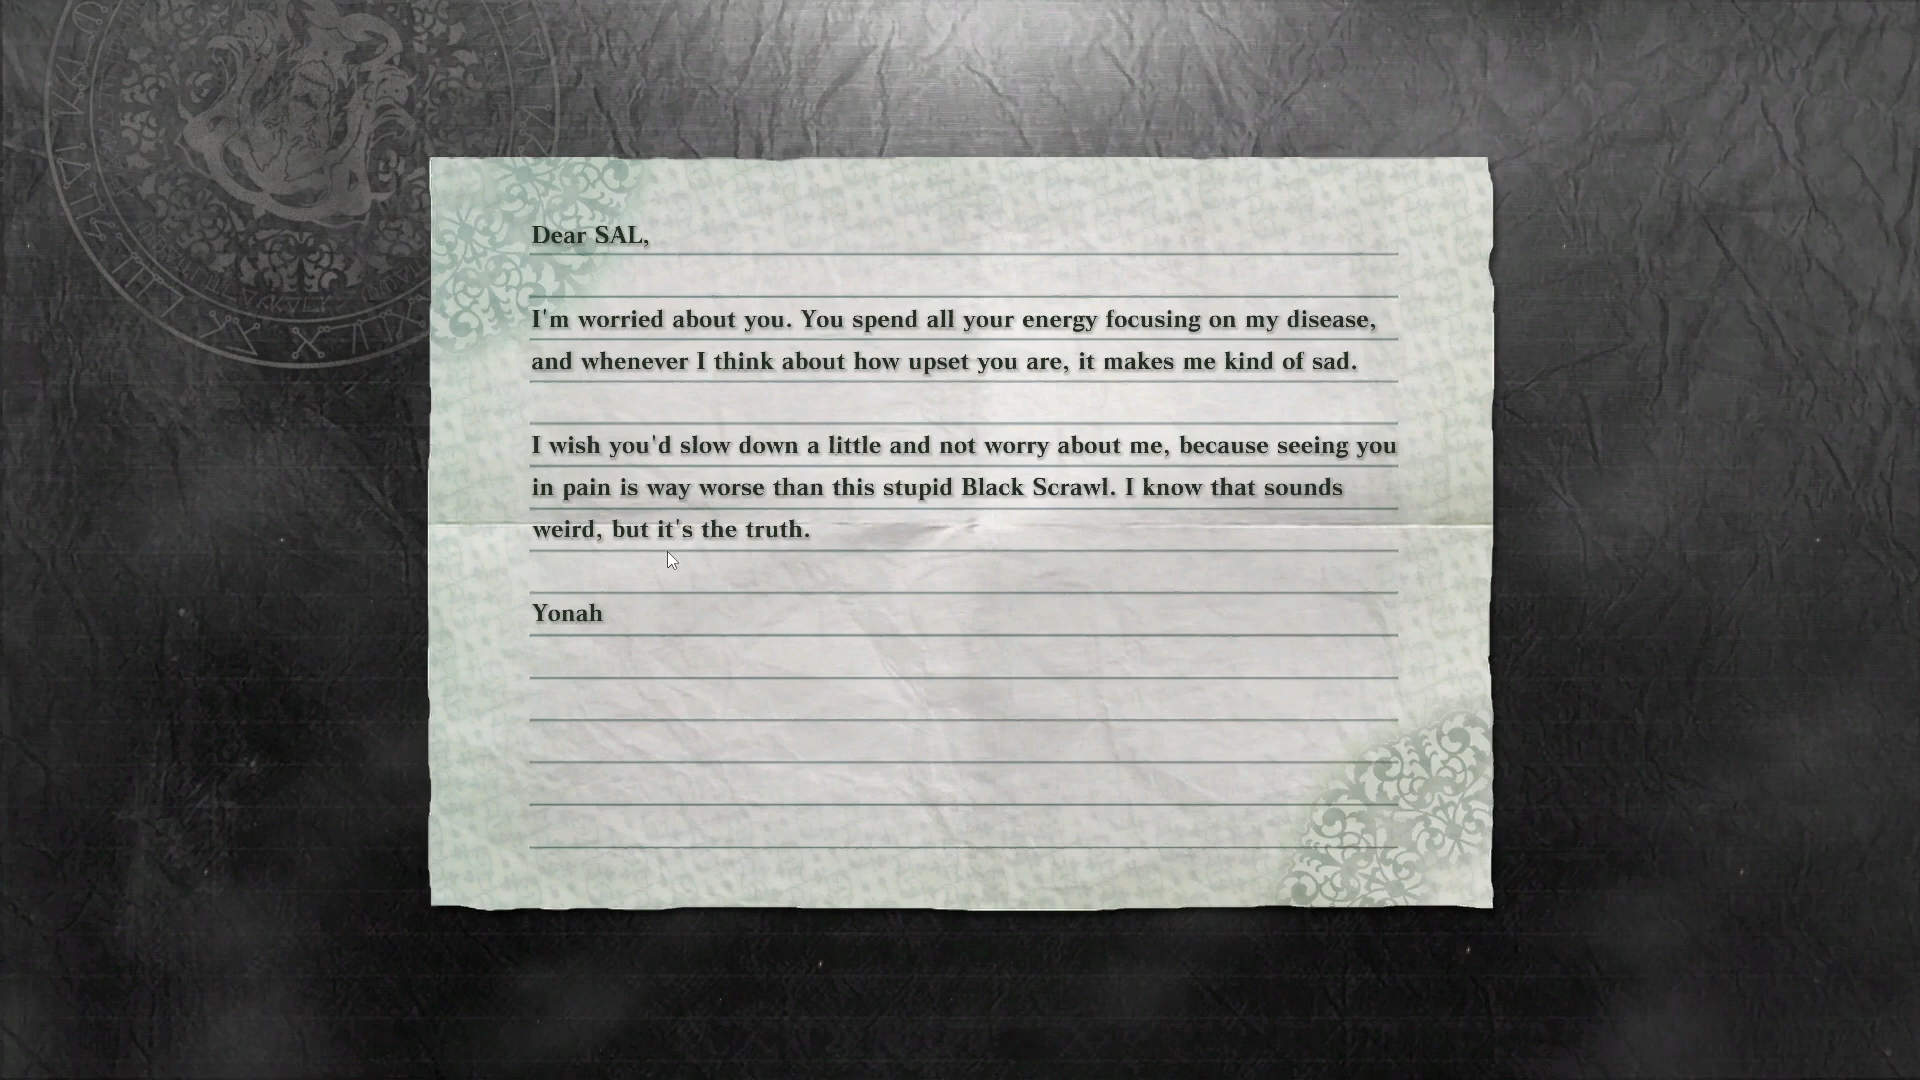 Dear SAL,
I'm worried about you. You spend all your energy focusing on my disease,
and whenever I think about how upset you are, it makes me kind of sad.
I wish you'd slow down a little and not worry about me, because seeing you
in pain is way worse than this stupid Black Scrawl. I know that sounds
weird, but it's the truth.
Yonah